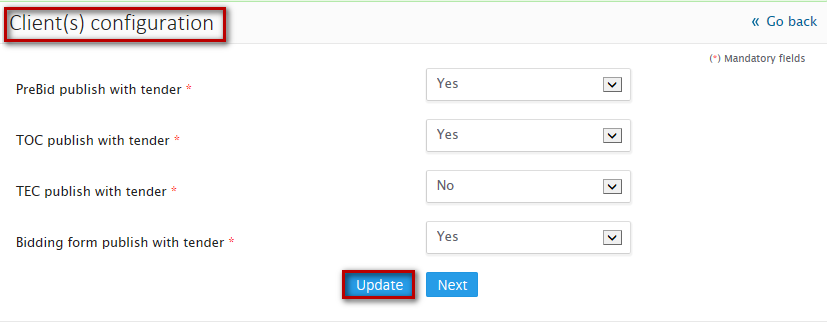 Client(s) configuration
« Go back
(*) Mandatory fields
PreBid publish with tender * Yes
TOC publish with tender * Yes
TEC publish with tender * No
Bidding form publish with tender * Yes
Update Next